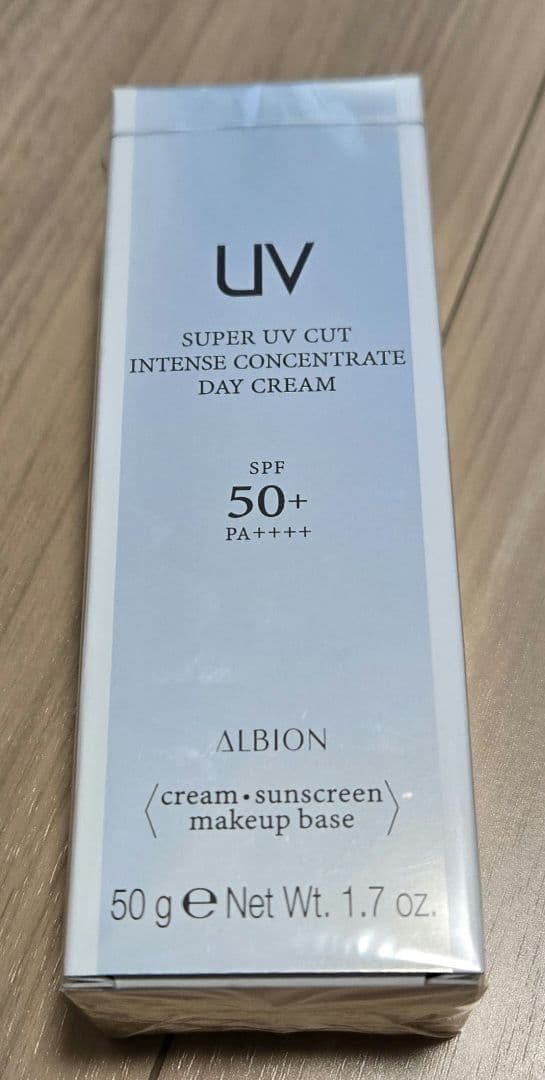 UV
SUPER UV CUT
INTENSE CONCENTRATE
DAY CREAM
SPF
50+
PA++++
ALBION
〈cream・sunscreen
makeup base〉
50 g ℮ Net Wt. 1.7 oz.